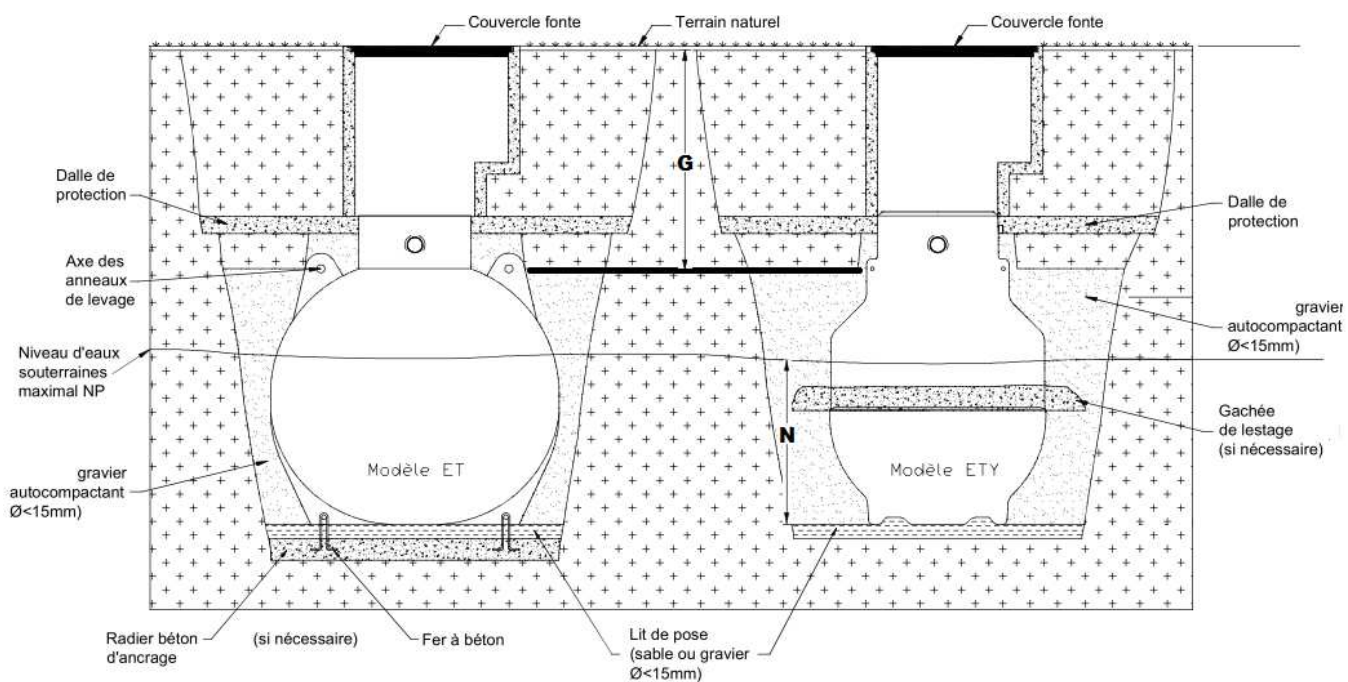 Couvercle fonte
Terrain naturel
Couvercle fonte
G
Dalle de
protection
Dalle de
protection
Axe des
anneaux
de levage
gravier
autocompactant
Ø<15mm)
Niveau d'eaux
souterraines
maximal NP
N
Gachée
de lestage
(si nécessaire)
Modèle ET
Modèle ETY
gravier
autocompactant
Ø<15mm)
Radier béton
d'ancrage
(si nécessaire)
Fer à béton
Lit de pose
(sable ou gravier
Ø<15mm)